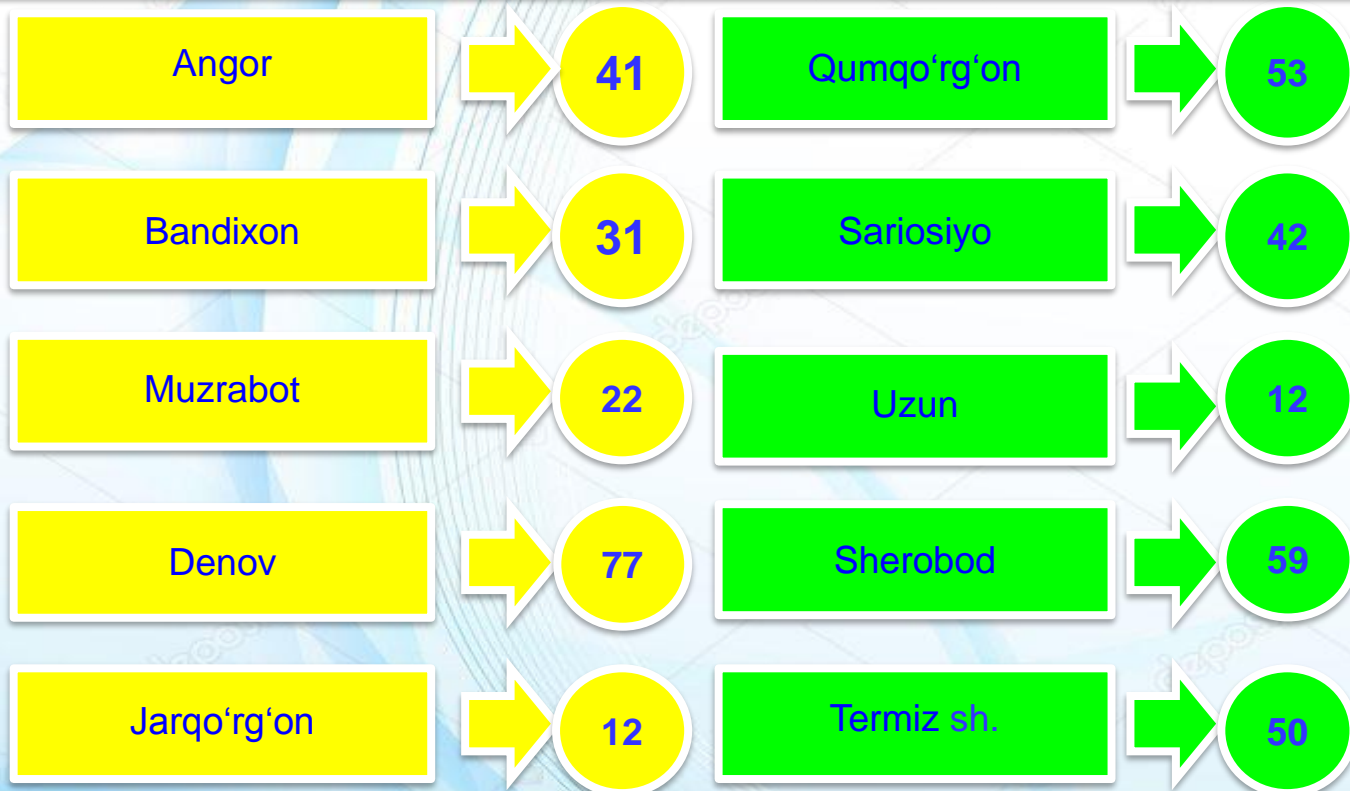 Angor 41 Qumqo‘rg‘on 53
Bandixon 31 Sariosiyo 42
Muzrabot 22 Uzun 12
Denov 77 Sherobod 59
Jarqo‘rg‘on 12 Termiz sh. 50